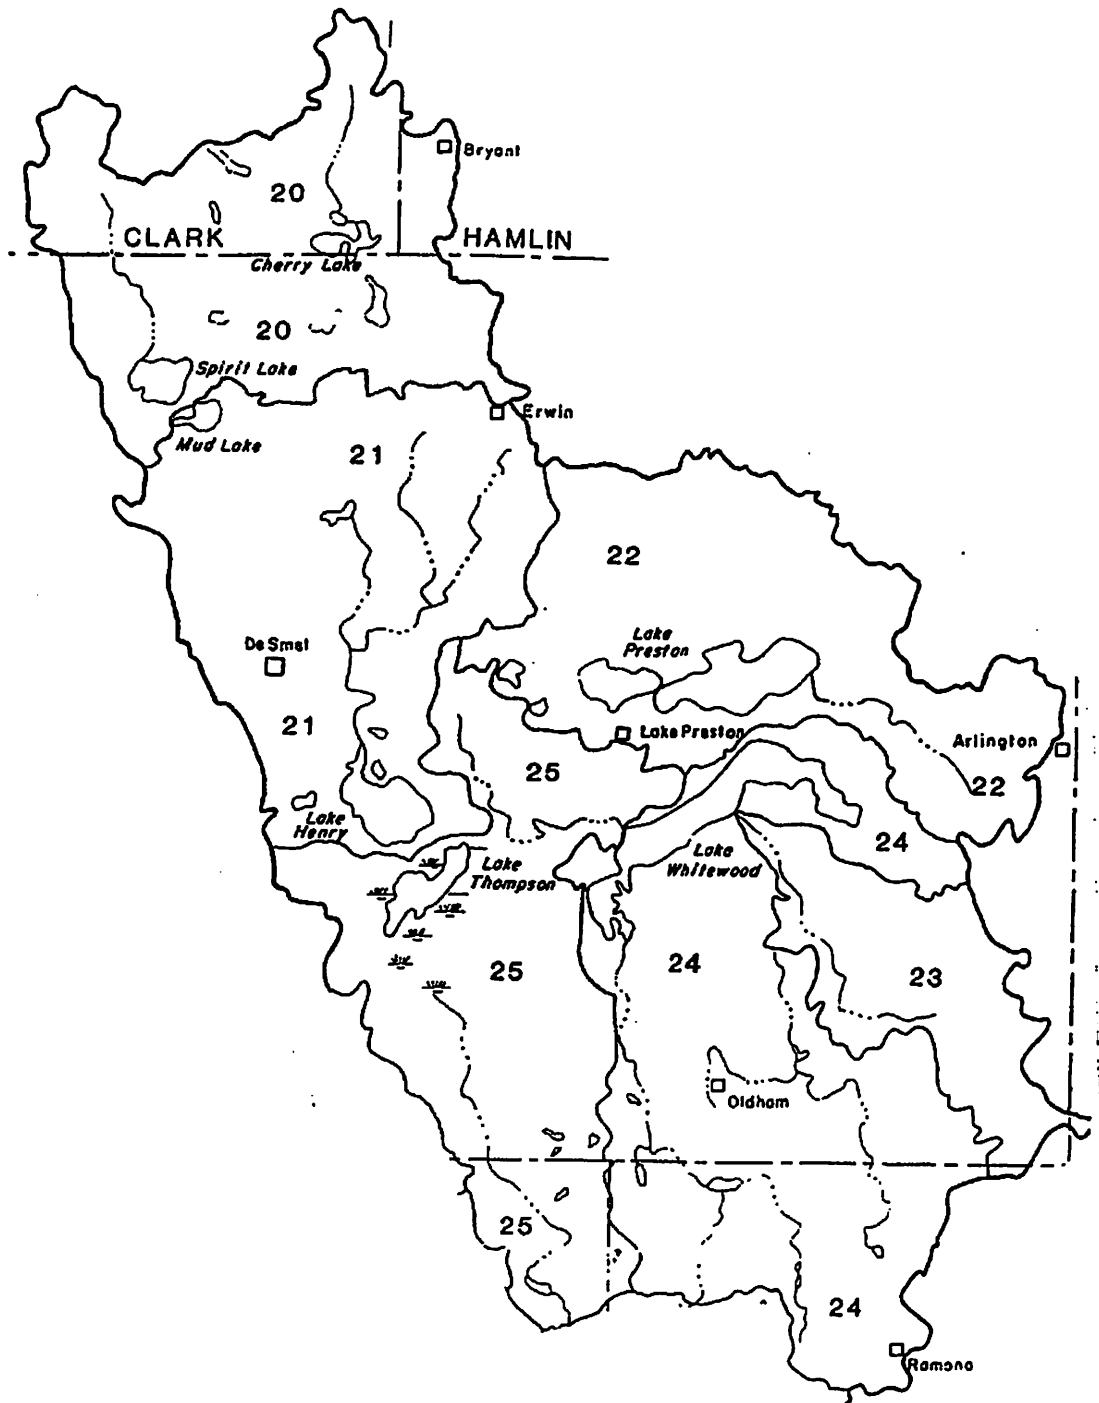 Bryant
20
CLARK
HAMLIN
Cherry Lake
20
Spirit Lake
Erwin
Mud Lake
21
22
Lake
Preston
De Smet
21
Lake Preston
Arlington
25
22
Lake
Henry
24
Lake
Whitewood
Lake
Thompson
25
24
23
Oldham
25
24
Ramona